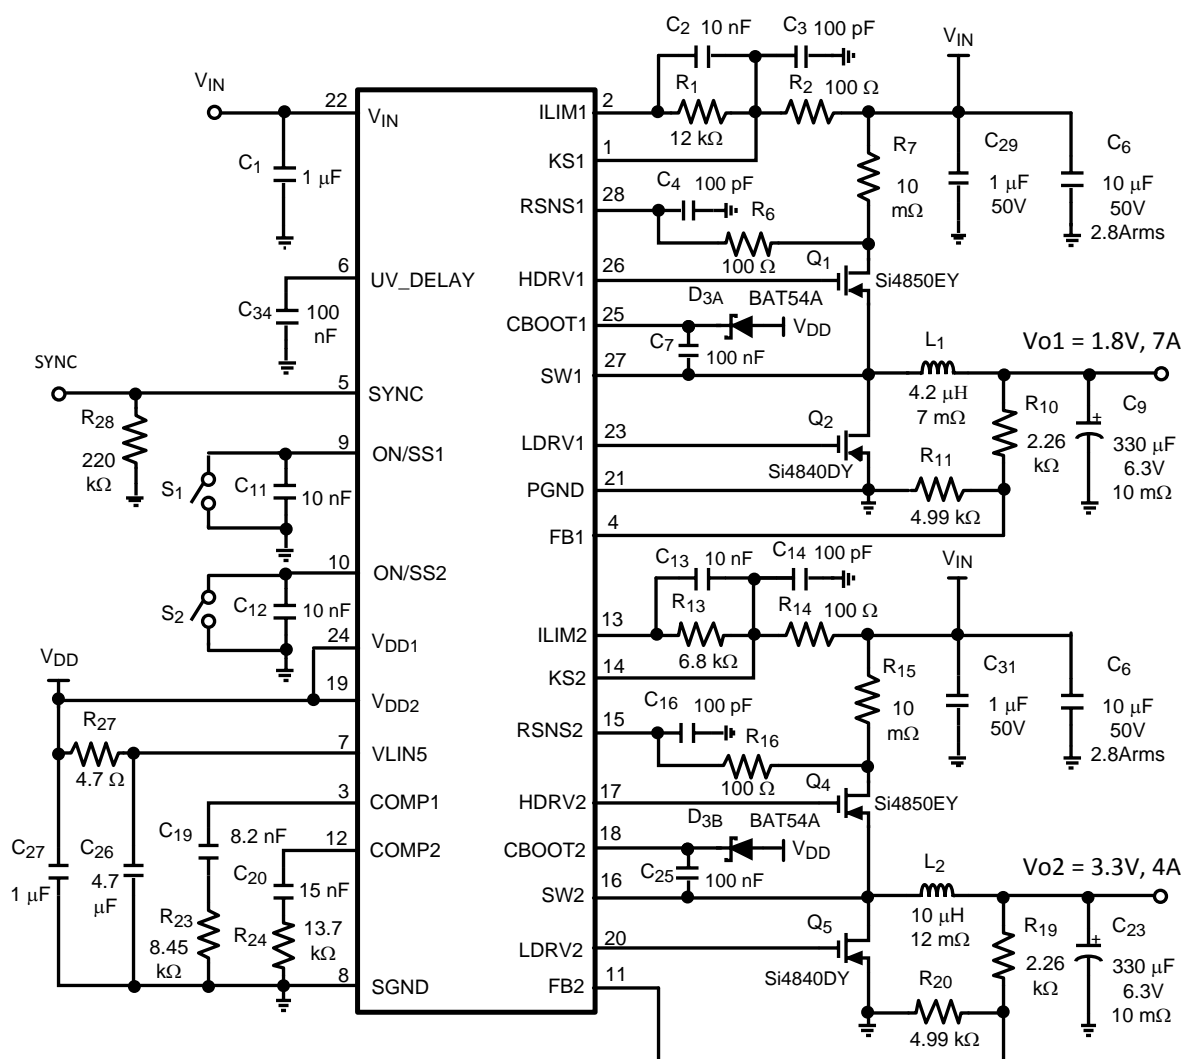 C2 10 nF
C3 100 pF
VIN
VIN
R1
12 kΩ
R2
100 Ω
22
VIN
ILIM1
2
C1
1 μF
KS1
1
R7
10
mΩ
C29
1 μF
50V
C6
10 μF
50V
2.8Arms
RSNS1
28
C4
100 pF
R6
100 Ω
6
UV_DELAY
HDRV1
26
Q1
Si4850EY
C34
100
nF
CBOOT1
25
D3A
BAT54A
VDD
C7
100 nF
SYNC
5
SYNC
SW1
27
L1
4.2 μH
7 mΩ
Vo1 = 1.8V, 7A
R28
220
kΩ
9
ON/SS1
LDRV1
23
Q2
Si4840DY
R10
2.26
kΩ
+
C9
330 μF
6.3V
10 mΩ
S1
C11
10 nF
PGND
21
R11
4.99 kΩ
FB1
4
10
ON/SS2
C13
10 nF
C14
100 pF
VIN
S2
C12
10 nF
ILIM2
13
R13
6.8 kΩ
R14
100 Ω
24
VDD1
KS2
14
R15
10
mΩ
C31
1 μF
50V
C6
10 μF
50V
2.8Arms
VDD
19
VDD2
RSNS2
15
C16
100 pF
R16
100 Ω
R27
4.7 Ω
7
VLIN5
3
COMP1
HDRV2
17
Q4
Si4850EY
C19
8.2 nF
12
COMP2
CBOOT2
18
D3B
BAT54A
VDD
C25
100 nF
C27
1 μF
C26
4.7
μF
C20
15 nF
SW2
16
L2
10 μH
12 mΩ
Vo2 = 3.3V, 4A
R23
8.45
kΩ
R24
13.7
kΩ
LDRV2
20
Q5
Si4840DY
R19
2.26
kΩ
+
C23
330 μF
6.3V
10 mΩ
8
SGND
FB2
11
R20
4.99 kΩ